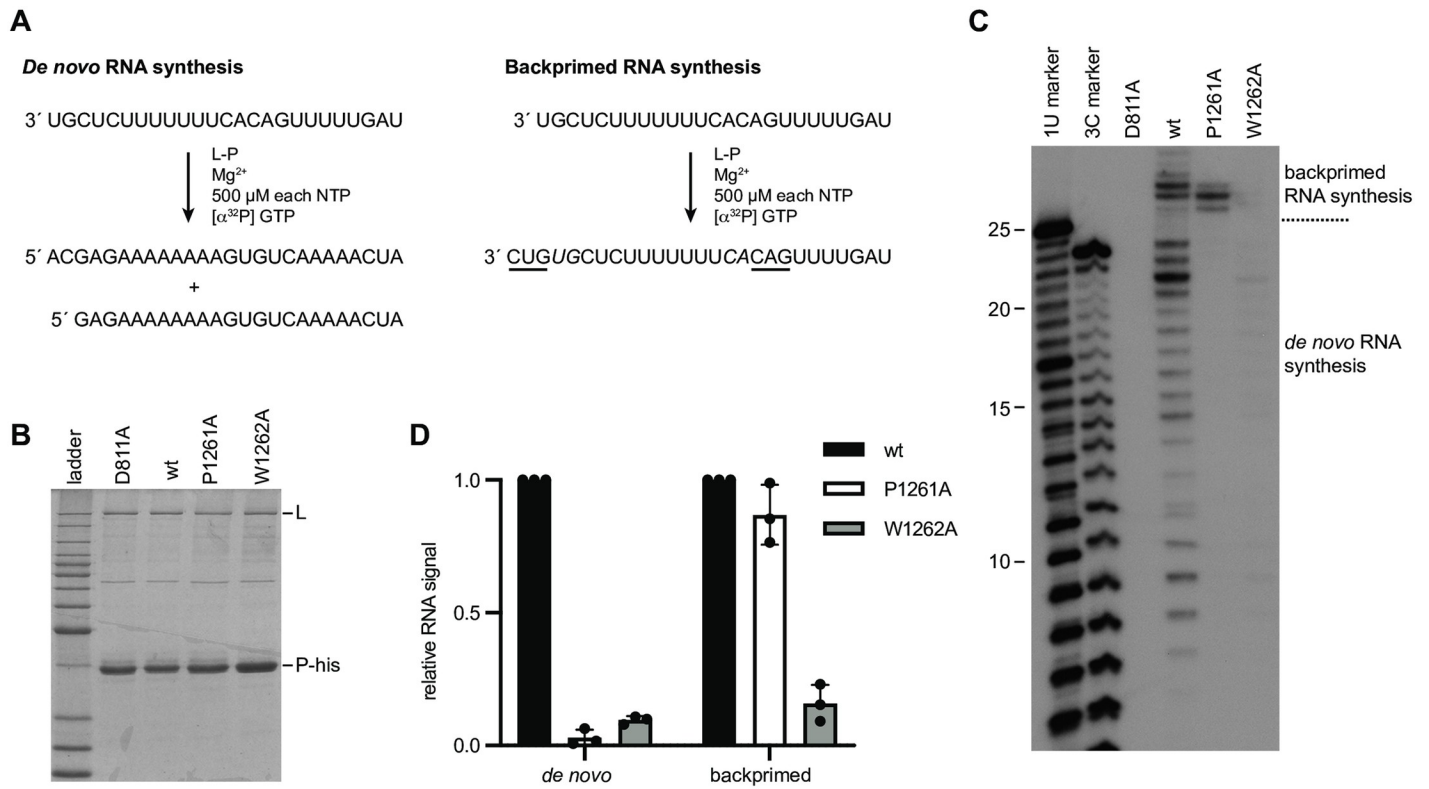 A
De novo RNA synthesis
3´ UGCUCUUUUUUUCACAGUUUUUGAU
L-P
Mg2+
500 µM each NTP
[α32P] GTP
5´ ACGAGAAAAAAAAGUGUCAAAAACUA
+
5´ GAGAAAAAAAAGUGUCAAAAACUA
Backprimed RNA synthesis
3´ UGCUCUUUUUUUCACAGUUUUUGAU
L-P
Mg2+
500 µM each NTP
[α32P] GTP
3´ CUGUGCUCUUUUUUUCACAGUUUUGAU
B
ladder
D811A
wt
P1261A
W1262A
L
P-his
C
1U marker
3C marker
D811A
wt
P1261A
W1262A
25
20
15
10
backprimed
RNA synthesis
de novo RNA
synthesis
D
wt
P1261A
W1262A
relative RNA signal
1.0
0.5
0.0
de novo
backprimed